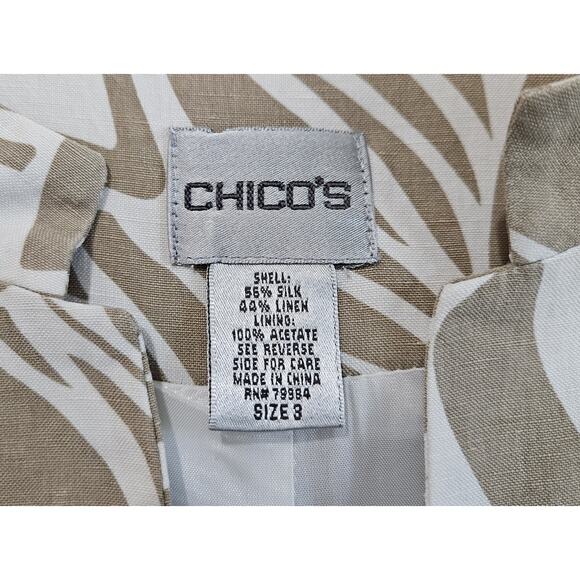 CHICO'S
SHELL:
56% SILK
44% LINEN
LINING:
100% ACETATE
SEE REVERSE
SIDE FOR CARE
MADE IN CHINA
RN# 79984
SIZE 3